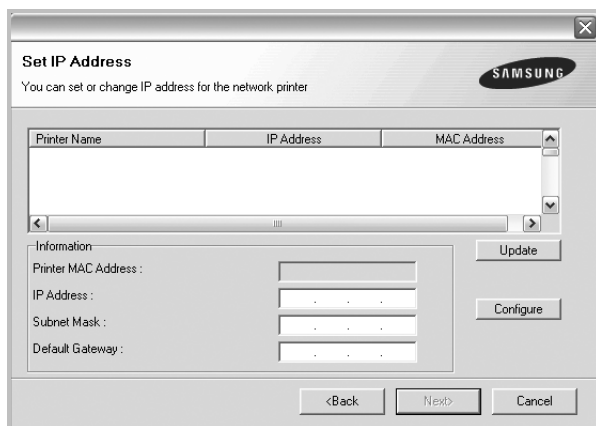 Set IP Address
SAMSUNG
You can set or change IP address for the network printer
Printer Name IP Address MAC Address
Information
Update
Printer MAC Address :
IP Address :
Configure
Subnet Mask :
Default Gateway :
<Back Next> Cancel